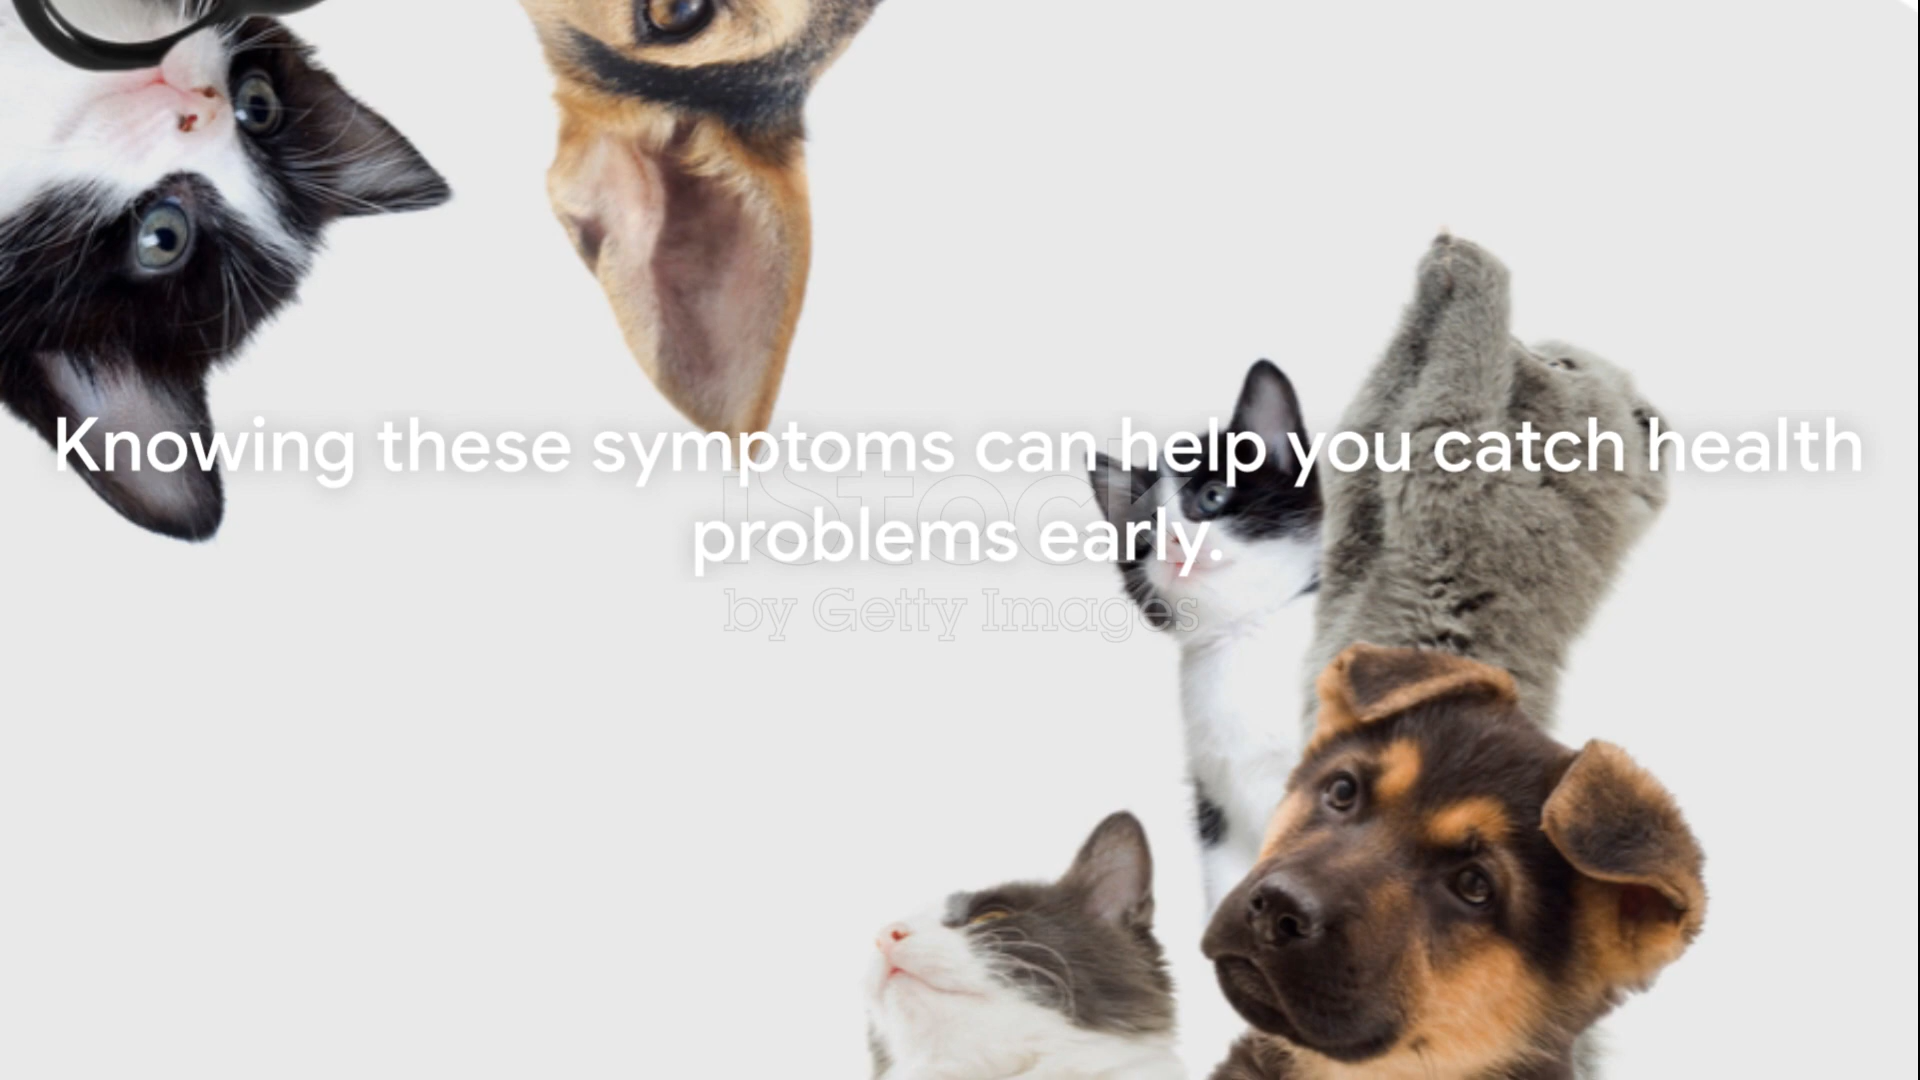 Knowing these symptoms can help you catch health
problems early.
iStock
by Getty Images